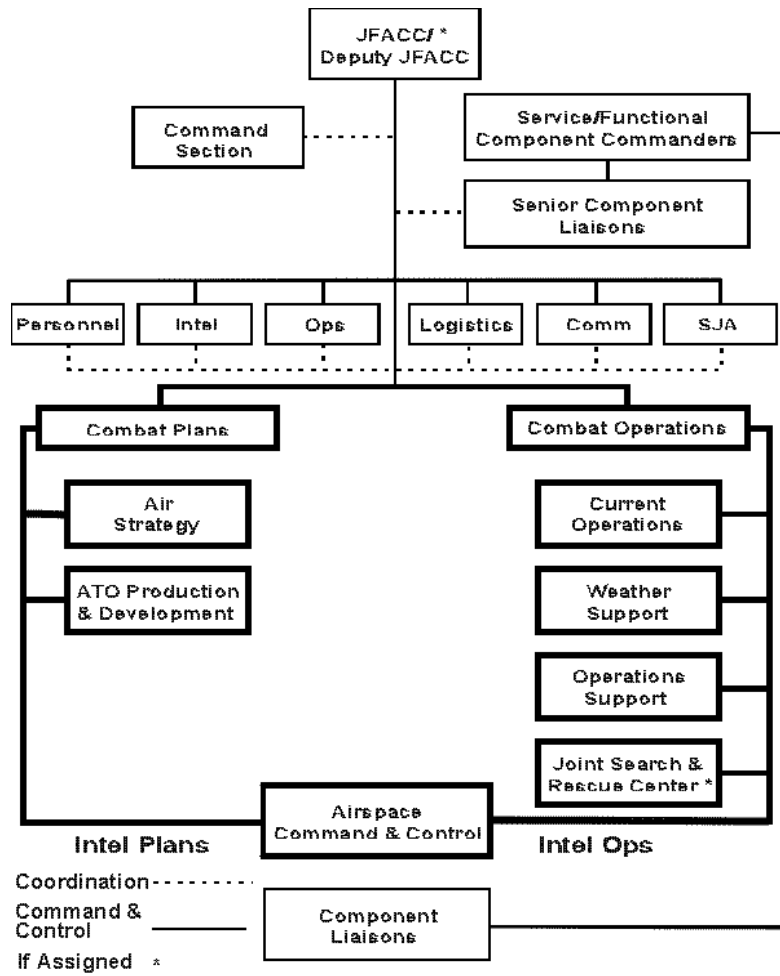 JFACC/ *
Deputy JFACC
Command
Section
Service/Functional
Component Commanders
Senior Component
Liaisons
Personnel
Intel
Ops
Logistics
Comm
SJA
Combat Plans
Combat Operations
Air
Strategy
ATO Production
& Development
Current
Operations
Weather
Support
Operations
Support
Joint Search &
Rescue Center *
Airspace
Command & Control
Intel Plans
Intel Ops
Coordination
Command &
Control
If Assigned *
Component
Liaisons